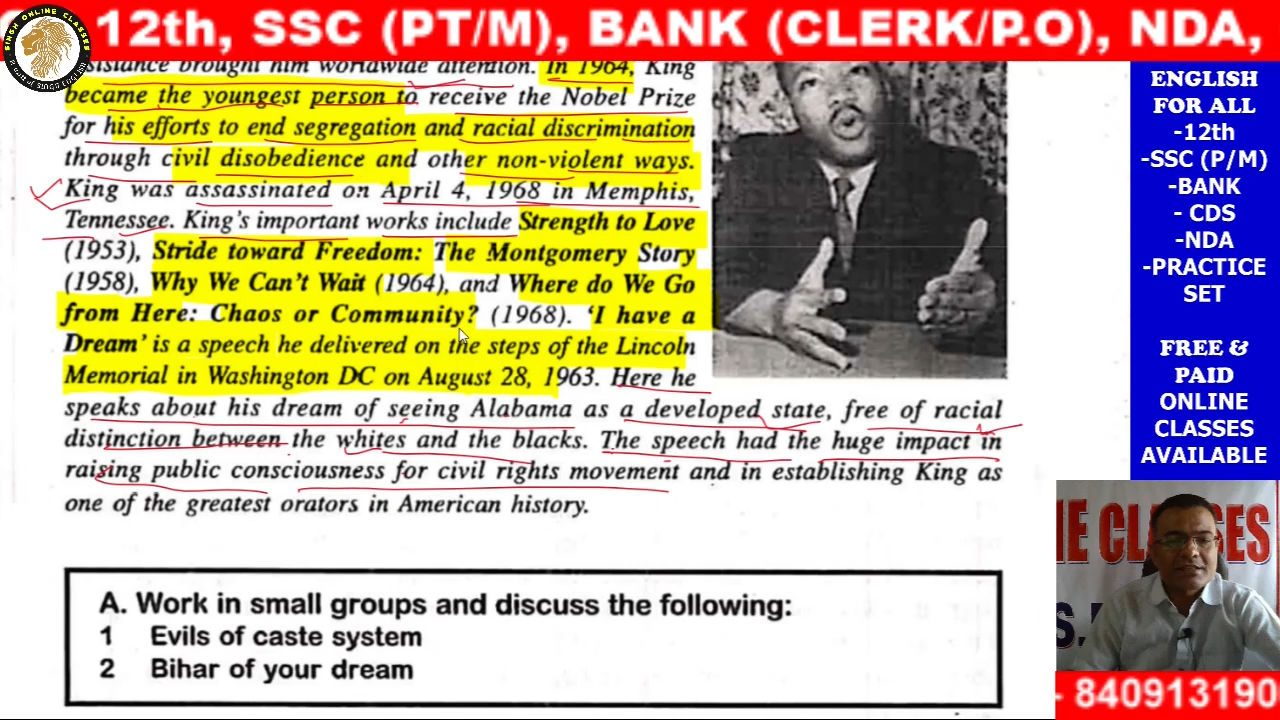 12th, SSC (PT/M), BANK (CLERK/P.O), NDA,
SINGH ONLINE CLASSES
brought him worldwide attention. In 1964, King
became the youngest person to receive the Nobel Prize
for his efforts to end segregation and racial discrimination
through civil disobedience and other non-violent ways.
King was assassinated on April 4, 1968 in Memphis,
Tennessee. King's important works include Strength to Love
(1953), Stride toward Freedom: The Montgomery Story
(1958), Why We Can't Wait (1964), and Where do We Go
from Here: Chaos or Community? (1968). 'I have a
Dream' is a speech he delivered on the steps of the Lincoln
Memorial in Washington DC on August 28, 1963. Here he
speaks about his dream of seeing Alabama as a developed state, free of racial
distinction between the whites and the blacks. The speech had the huge impact in
raising public consciousness for civil rights movement and in establishing King as
one of the greatest orators in American history.
A. Work in small groups and discuss the following:
1 Evils of caste system
2 Bihar of your dream
ENGLISH
FOR ALL
-12th
-SSC (P/M)
-BANK
- CDS
-NDA
-PRACTICE
SET
FREE &
PAID
ONLINE
CLASSES
AVAILABLE
- 840913190